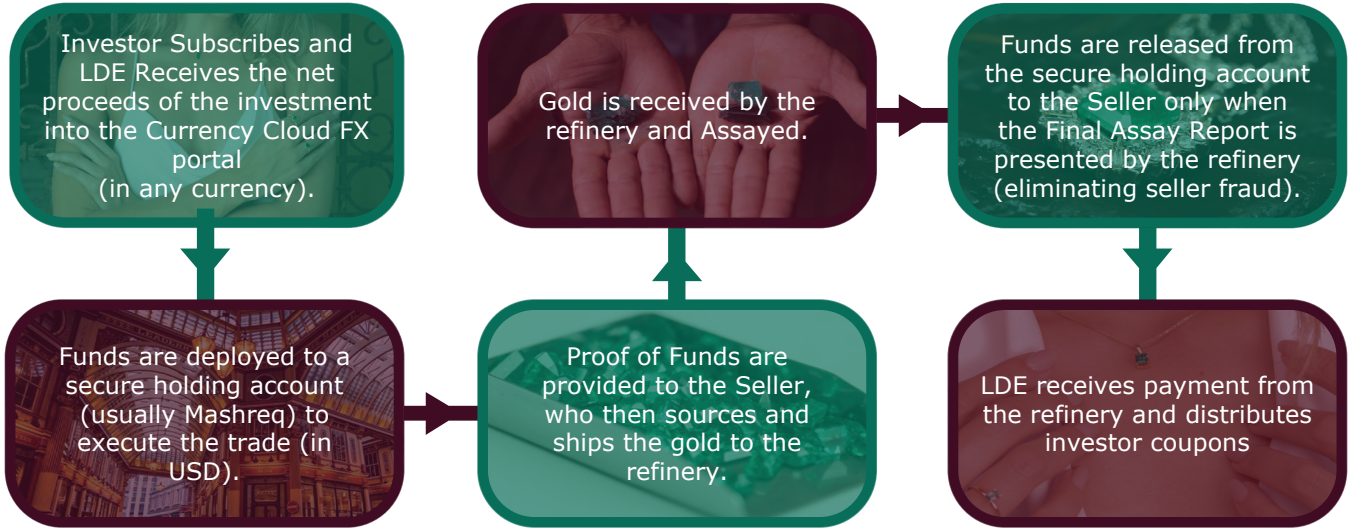 Investor Subscribes and
LDE Receives the net
proceeds of the investment
into the Currency Cloud FX
portal
(in any currency).
Funds are deployed to a
secure holding account
(usually Mashreq) to
execute the trade (in
USD).
Proof of Funds are
provided to the Seller,
who then sources and
ships the gold to the
refinery.
Gold is received by the
refinery and Assayed.
Funds are released from
the secure holding account
to the Seller only when
the Final Assay Report is
presented by the refinery
(eliminating seller fraud).
LDE receives payment from
the refinery and distributes
investor coupons